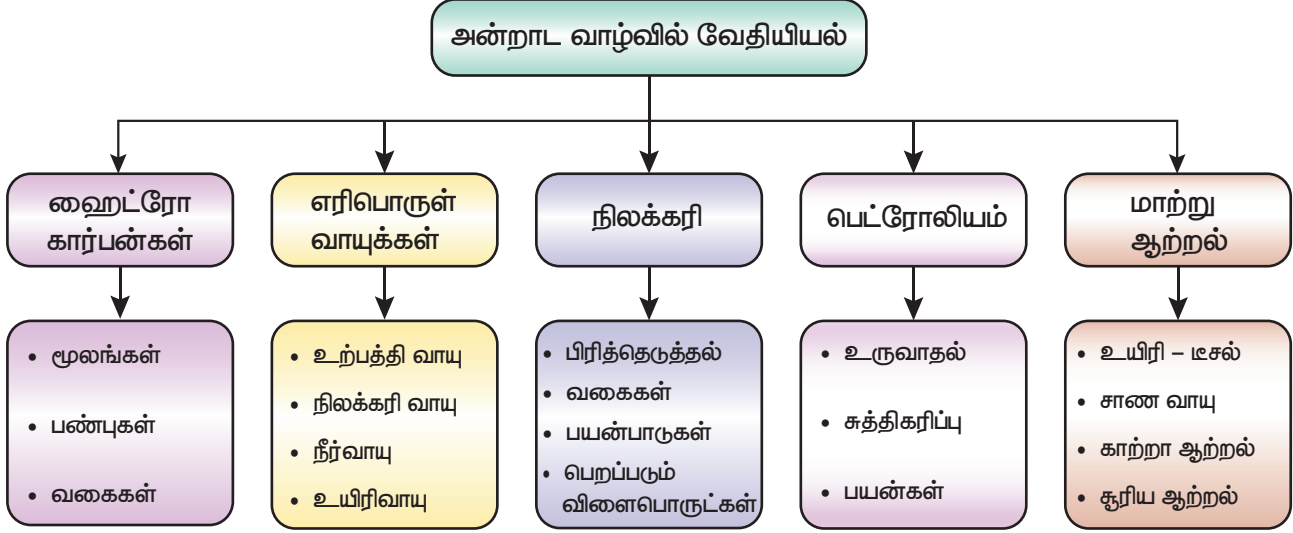 அன்றாட வாழ்வில் வேதியியல்
ஹைட்ரோ
கார்பன்கள்
எரிபொருள்
வாயுக்கள்
நிலக்கரி
பெட்ரோலியம்
மாற்று
ஆற்றல்
• மூலங்கள்
• பண்புகள்
• வகைகள்
• உற்பத்தி வாயு
• நிலக்கரி வாயு
• நீர்வாயு
• உயிரிவாயு
• பிரித்தெடுத்தல்
• வகைகள்
• பயன்பாடுகள்
• பெறப்படும்
விளைபொருட்கள்
• உருவாதல்
• சுத்திகரிப்பு
• பயன்கள்
• உயிரி – டீசல்
• சாண வாயு
• காற்றா ஆற்றல்
• சூரிய ஆற்றல்